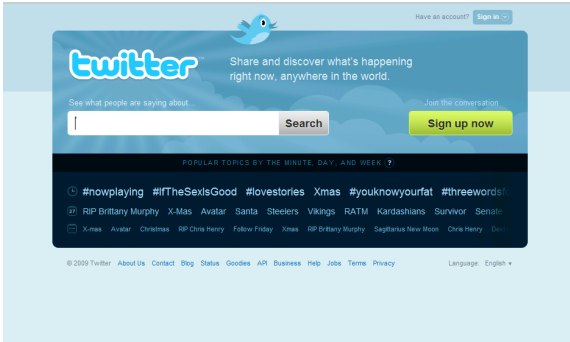 Have an account? Sign in
twitter
Share and discover what's happening
right now, anywhere in the world.
See what people are saying about...
Join the conversation
Search
Sign up now
POPULAR TOPICS BY THE MINUTE, DAY, AND WEEK ?
#nowplaying #IfTheSexIsGood #lovestories Xmas #youknowyourfat #threewordsf
27 RIP Brittany Murphy X-Mas Avatar Santa Steelers Vikings RATM Kardashians Survivor Senate
X-mas Avatar Christmas RIP Chris Henry Follow Friday Xmas RIP Brittany Murphy Sagittarius New Moon Chris Henry
© 2009 Twitter About Us Contact Blog Status Goodies API Business Help Jobs Terms Privacy
Language: English